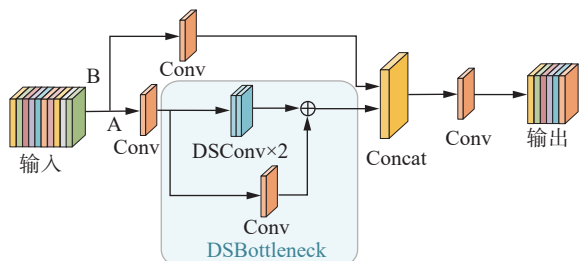 B
Conv
输入
A
Conv
DSConv×2
Conv
DSBottleneck
Concat
Conv
输出